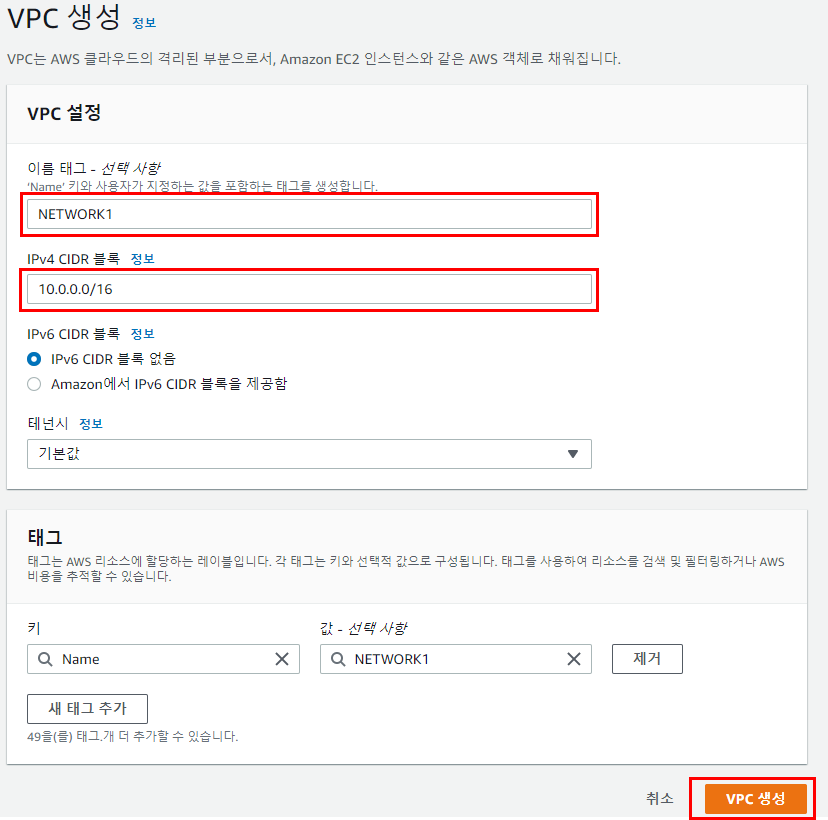 VPC 생성 정보
VPC는 AWS 클라우드의 격리된 부분으로서, Amazon EC2 인스턴스와 같은 AWS 객체로 채워집니다.
VPC 설정
이름 태그 - 선택 사항
'Name' 키와 사용자가 지정하는 값을 포함하는 태그를 생성합니다.
NETWORK1
IPv4 CIDR 블록 정보
10.0.0.0/16
IPv6 CIDR 블록 정보
IPv6 CIDR 블록 없음
Amazon에서 IPv6 CIDR 블록을 제공함
테넌시 정보
기본값
태그
태그는 AWS 리소스에 할당하는 레이블입니다. 각 태그는 키와 선택적 값으로 구성됩니다. 태그를 사용하여 리소스를 검색 및 필터링하거나 AWS
비용을 추적할 수 있습니다.
키 값 - 선택 사항
Name NETWORK1 제거
새 태그 추가
49을(를) 태그.개 더 추가할 수 있습니다.
취소 VPC 생성